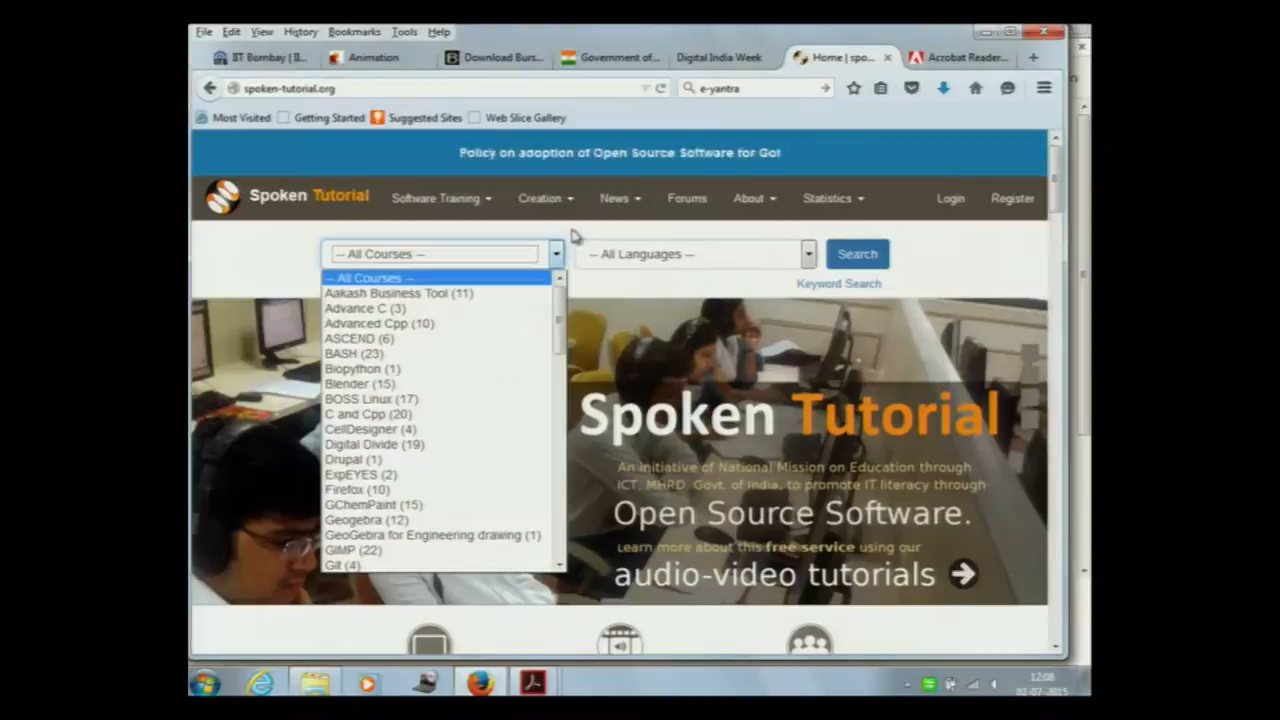 File Edit View History Bookmarks Tools Help
IIT Bombay | II... Animation Download Burs... Government of... Digital India Week Home | spo... × Acrobat Reader... +
spoken-tutorial.org e-yantra
Most Visited Getting Started Suggested Sites Web Slice Gallery
Policy on adoption of Open Source Software for Go
Spoken Tutorial Software Training Creation News Forums About Statistics Login Register
-- All Courses -- -- All Languages -- Search
Keyword Search
-- All Courses --
Aakash Business Tool (11)
Advance C (3)
Advanced Cpp (10)
ASCEND (6)
BASH (23)
Biopython (1)
Blender (15)
BOSS Linux (17)
C and Cpp (20)
CellDesigner (4)
Digital Divide (19)
Drupal (1)
ExpEYES (2)
Firefox (10)
GChemPaint (15)
Geogebra (12)
GeoGebra for Engineering drawing (1)
GIMP (22)
Git (4)
Spoken Tutorial
An initiative of National Mission on Education through
ICT, MHRD, Govt. of India, to promote IT literacy through
Open Source Software.
Learn more about this free service using our
audio-video tutorials
12:08
02-07-2015